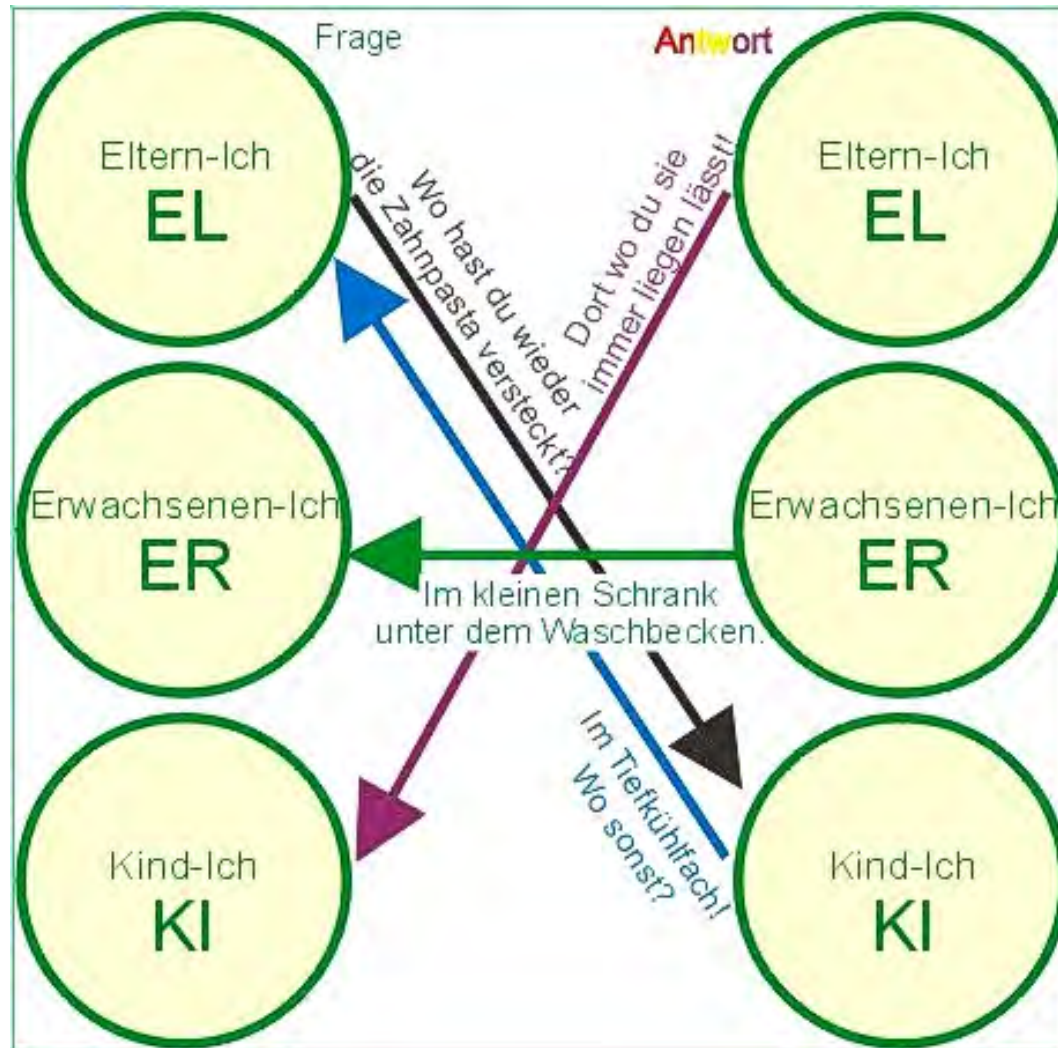 Frage
Antwort
Eltern-Ich
EL
Eltern-Ich
EL
Wo hast du wieder
die Zahnpasta versteckt?
Dort wo du sie
immer liegen lässt!
Erwachsenen-Ich
ER
Erwachsenen-Ich
ER
Im kleinen Schrank
unter dem Waschbecken.
Im Tiefkühlfach!
Wo sonst?
Kind-Ich
KI
Kind-Ich
KI